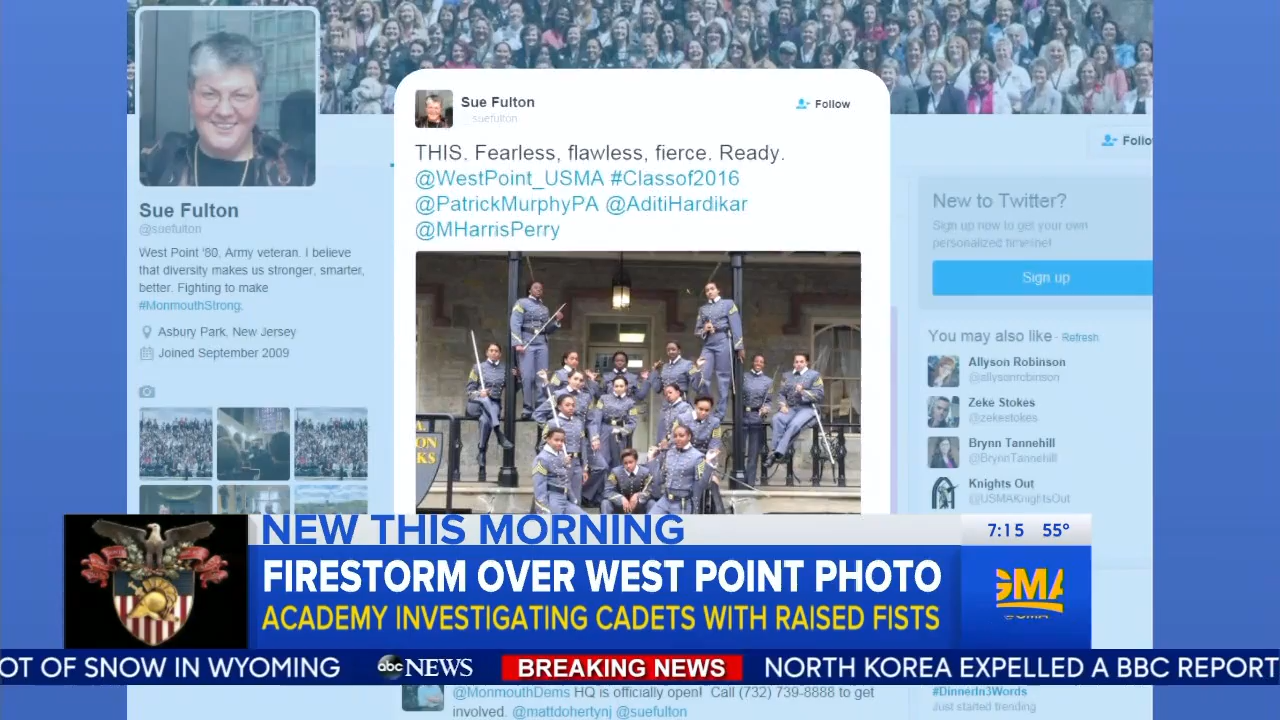 Sue Fulton
@suefulton
West Point '80, Army veteran. I believe
that diversity makes us stronger, smarter,
better. Fighting to make
#MonmouthStrong.
Asbury Park, New Jersey
Joined September 2009
Sue Fulton
suefulton
Follow
THIS. Fearless, flawless, fierce. Ready.
@WestPoint_USMA #Classof2016
@PatrickMurphyPA @AditiHardikar
@MHarrisPerry
Follo
New to Twitter?
Sign up now to get your own
personalized timeline!
Sign up
You may also like · Refresh
Allyson Robinson
@allysonrobinson
Zeke Stokes
@zekestokes
Brynn Tannehill
@BrynnTannehill
Knights Out
@USMAKnightsOut
NEW THIS MORNING
7:15 55°
FIRESTORM OVER WEST POINT PHOTO
ACADEMY INVESTIGATING CADETS WITH RAISED FISTS
GMA
OT OF SNOW IN WYOMING abc NEWS BREAKING NEWS NORTH KOREA EXPELLED A BBC REPORT
@MonmouthDems HQ is officially open! Call (732) 739-8888 to get
involved. @mattdohertynj @suefulton
#DinnerIn3Words
Just started trending